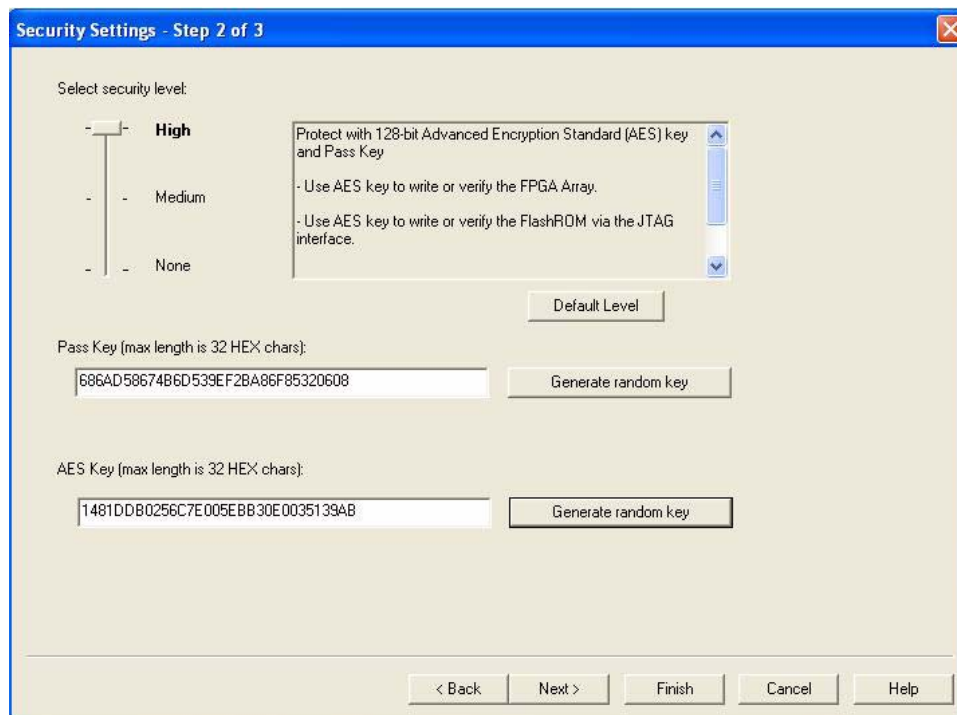 Security Settings - Step 2 of 3
Select security level:
High
Medium
None
Protect with 128-bit Advanced Encryption Standard (AES) key
and Pass Key
- Use AES key to write or verify the FPGA Array.
- Use AES key to write or verify the FlashROM via the JTAG
interface.
Default Level
Pass Key (max length is 32 HEX chars):
686AD58674B6D539EF2BA86F85320608
Generate random key
AES Key (max length is 32 HEX chars):
1481DDB0256C7E005EBB30E0035139AB
Generate random key
< Back
Next >
Finish
Cancel
Help